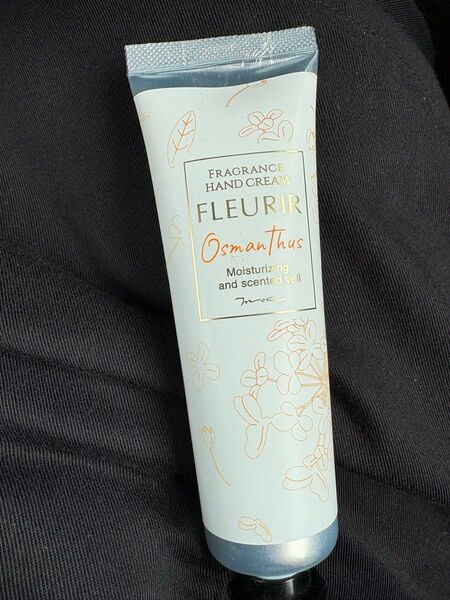 FRAGRANCE
HAND CREAM
FLEURIR
Osmanthus
Moisturizing
and scented veil